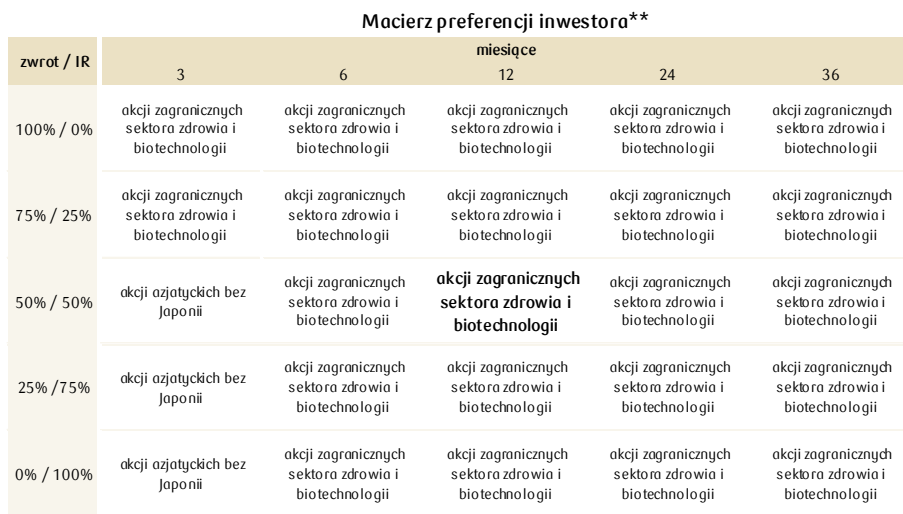 Macierz preferencji inwestora**
zwrot / IR
miesiące
3 6 12 24 36
100% / 0%
akcji zagranicznych akcji zagranicznych akcji zagranicznych akcji zagranicznych akcji zagranicznych
sektora zdrowia i sektora zdrowia i sektora zdrowia i sektora zdrowia i sektora zdrowia i
biotechnologii biotechnologii biotechnologii biotechnologii biotechnologii
75% / 25%
akcji zagranicznych akcji zagranicznych akcji zagranicznych akcji zagranicznych akcji zagranicznych
sektora zdrowia i sektora zdrowia i sektora zdrowia i sektora zdrowia i sektora zdrowia i
biotechnologii biotechnologii biotechnologii biotechnologii biotechnologii
50% / 50%
akcji azjatyckich bez akcji zagranicznych akcji zagranicznych akcji zagranicznych akcji zagranicznych
Japonii sektora zdrowia i sektora zdrowia i sektora zdrowia i sektora zdrowia i
biotechnologii biotechnologii biotechnologii biotechnologii
25% /75%
akcji azjatyckich bez akcji zagranicznych akcji zagranicznych akcji zagranicznych akcji zagranicznych
Japonii sektora zdrowia i sektora zdrowia i sektora zdrowia i sektora zdrowia i
biotechnologii biotechnologii biotechnologii biotechnologii
0% / 100%
akcji azjatyckich bez akcji zagranicznych akcji zagranicznych akcji zagranicznych akcji zagranicznych
Japonii sektora zdrowia i sektora zdrowia i sektora zdrowia i sektora zdrowia i
biotechnologii biotechnologii biotechnologii biotechnologii